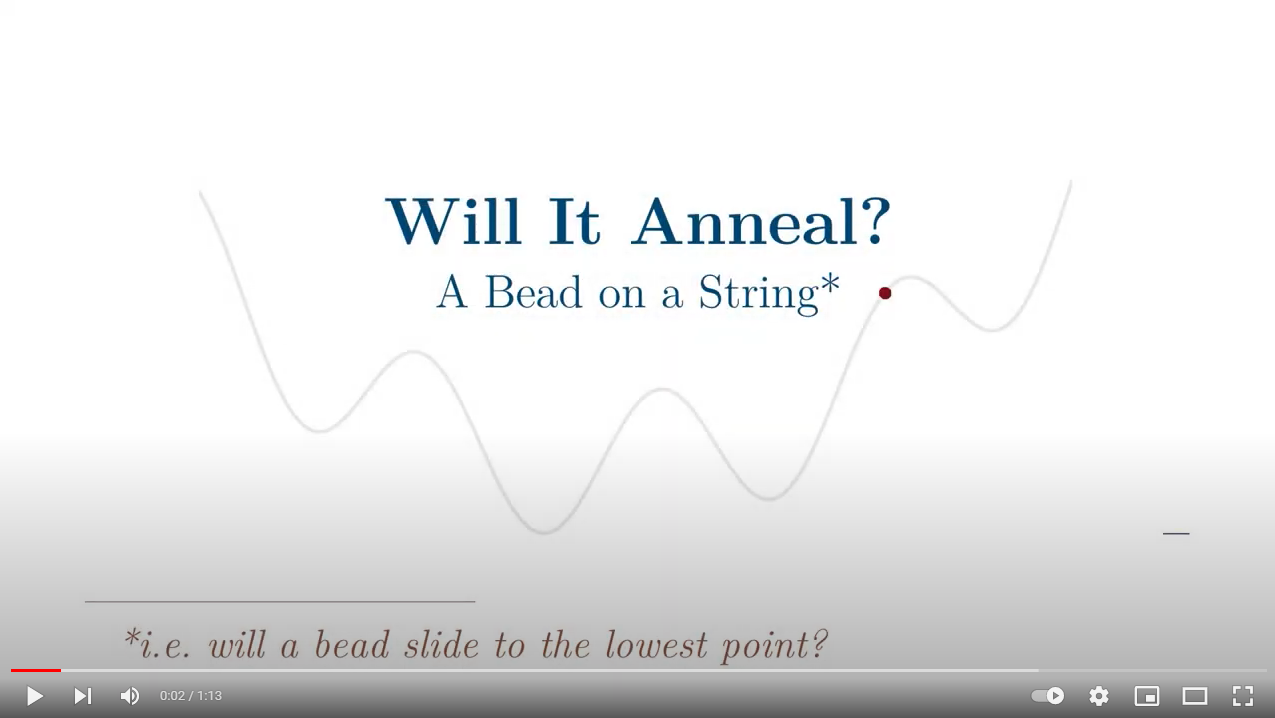 Will It Anneal?
A Bead on a String*
*i.e. will a bead slide to the lowest point?
0:02 / 1:13